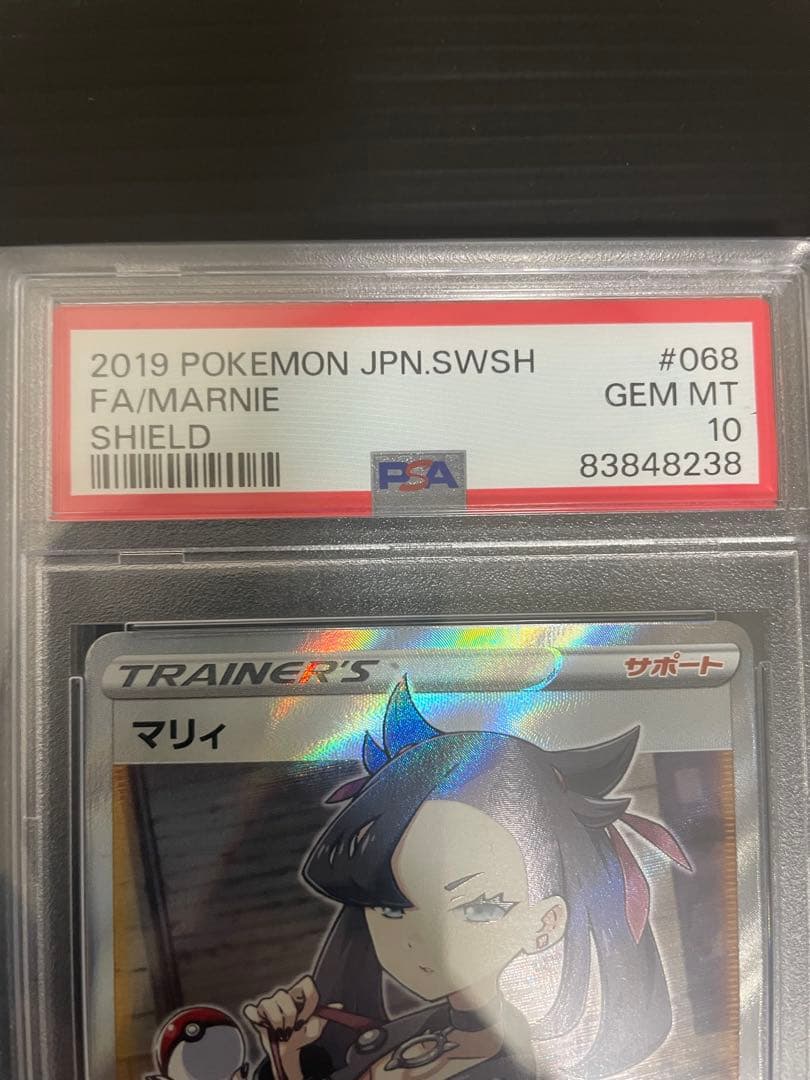 2019 POKEMON JPN.SWSH #068
FA/MARNIE GEM MT
SHIELD 10
PSA 83848238
TRAINER'S サポート
マリィ